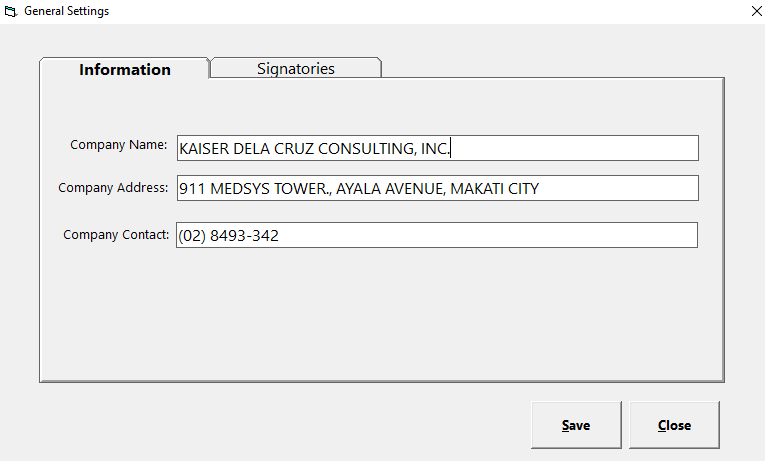 General Settings
Information
Signatories
Company Name:
KAISER DELA CRUZ CONSULTING, INC.
Company Address:
911 MEDSYS TOWER., AYALA AVENUE, MAKATI CITY
Company Contact:
(02) 8493-342
Save
Close